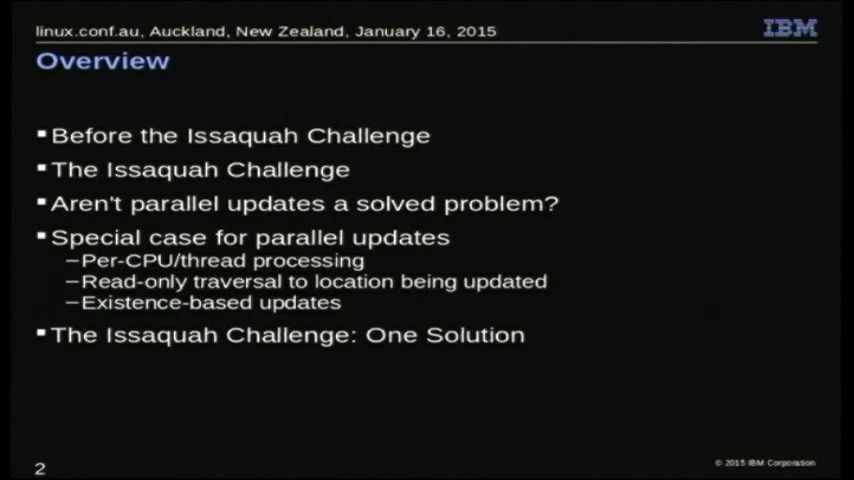 linux.conf.au, Auckland, New Zealand, January 16, 2015
IBM
Overview
▪Before the Issaquah Challenge
▪The Issaquah Challenge
▪Aren't parallel updates a solved problem?
▪Special case for parallel updates
–Per-CPU/thread processing
–Read-only traversal to location being updated
–Existence-based updates
▪The Issaquah Challenge: One Solution
2
© 2015 IBM Corporation